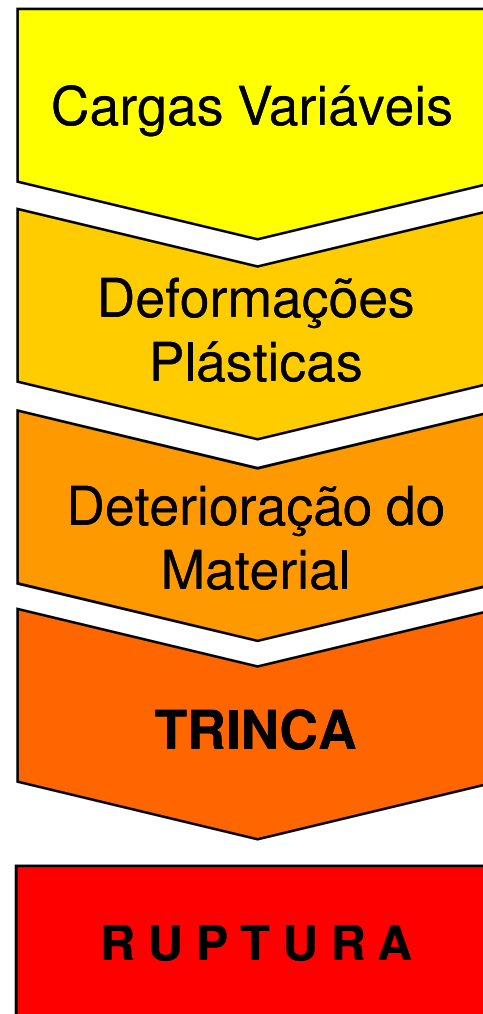 Cargas Variáveis
Deformações
Plásticas
Deterioração do
Material
TRINCA
R U P T U R A